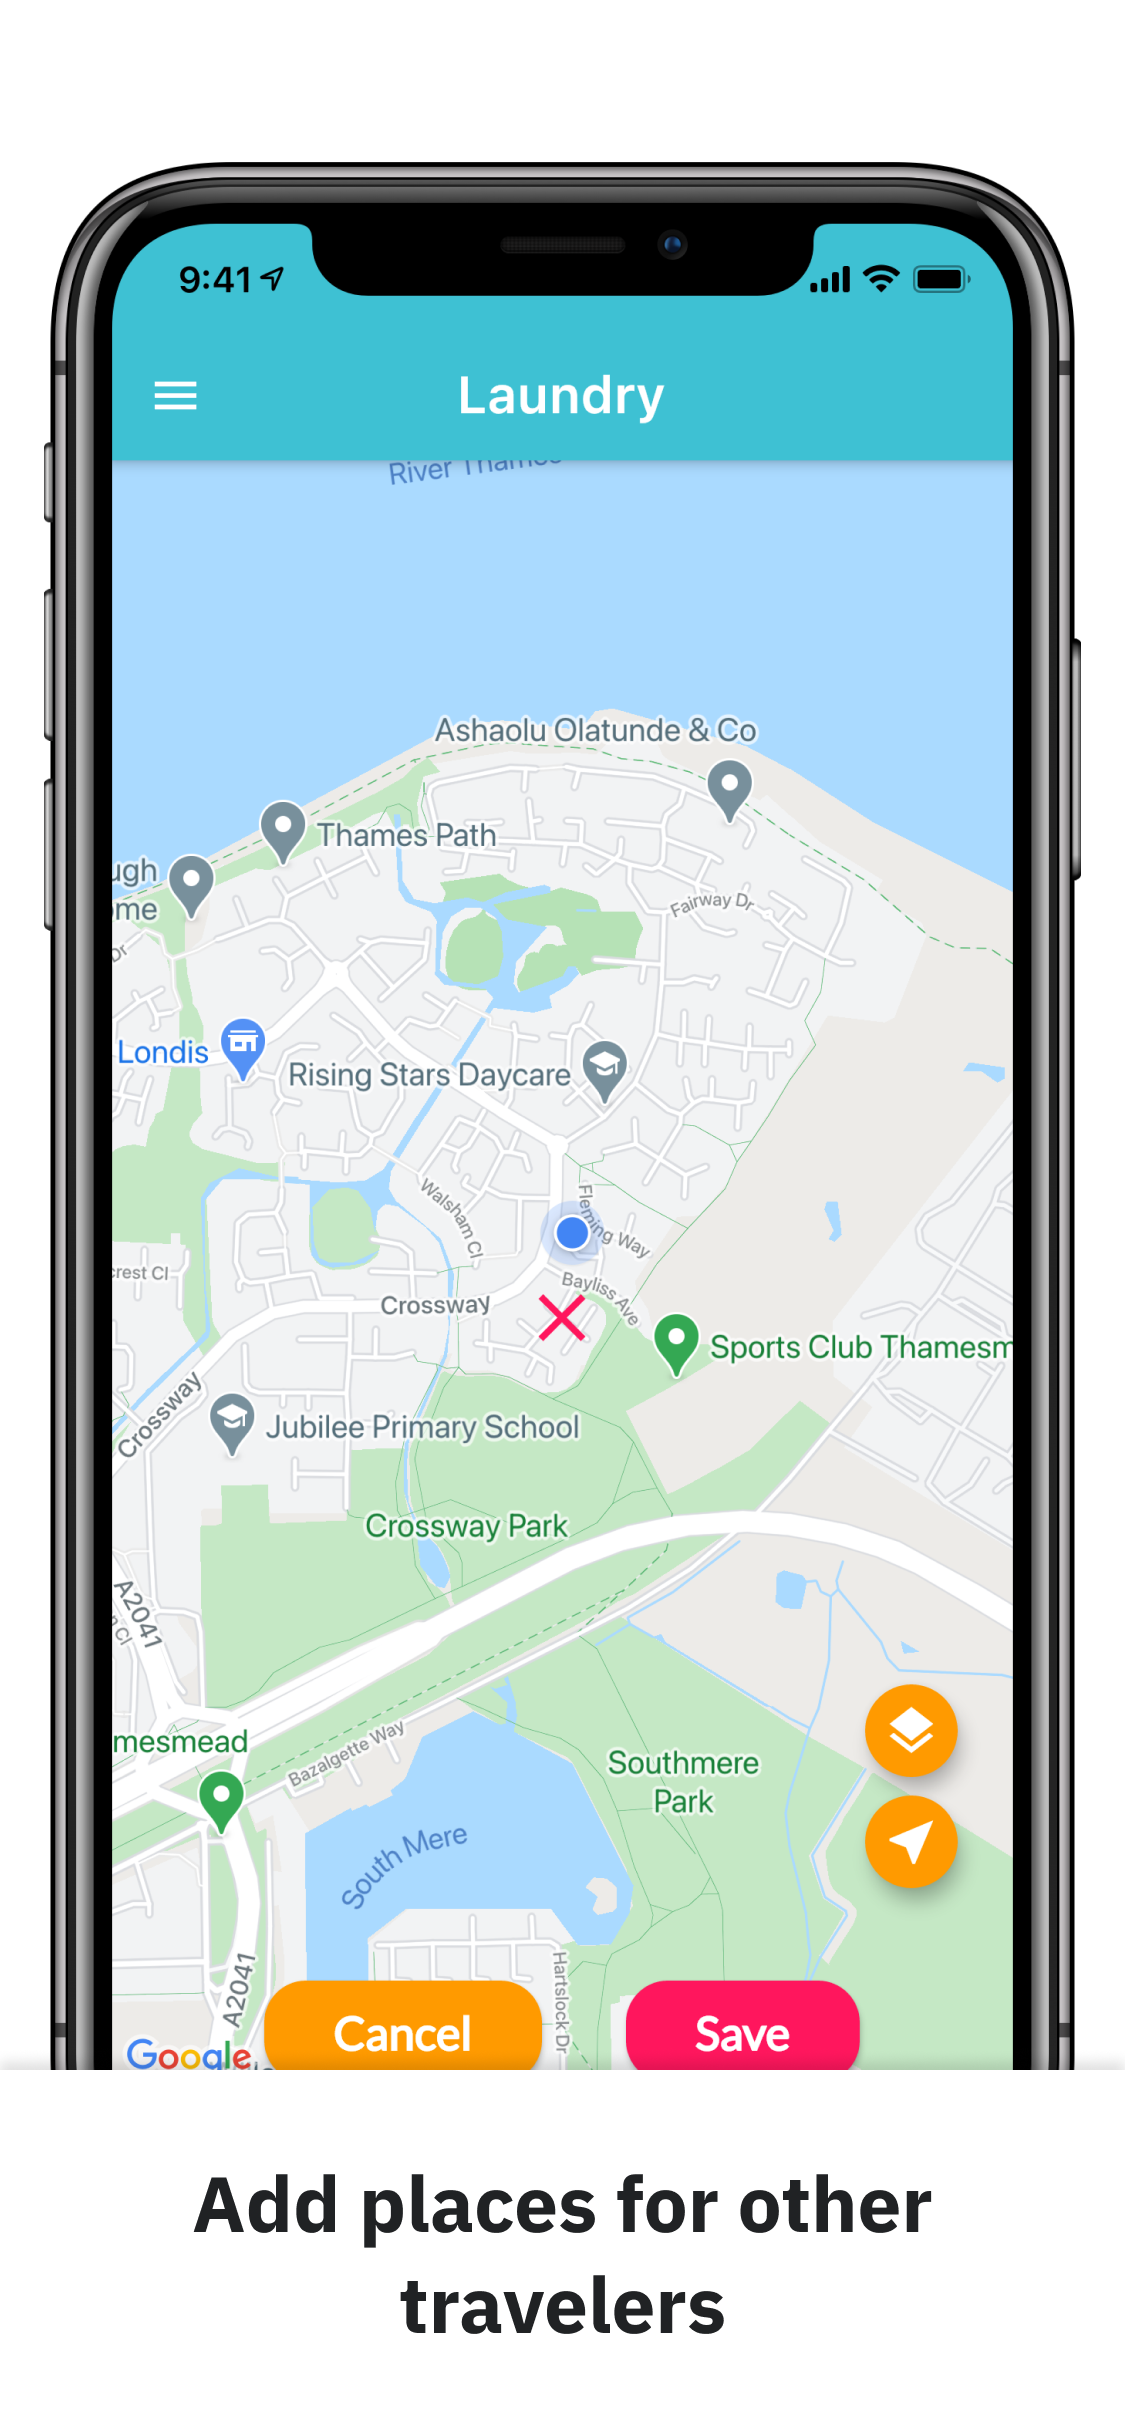 9:41
Laundry
River Thames
Ashaolu Olatunde & Co
Thames Path
Fairway Dr
Dr
Londis
Rising Stars Daycare
Walsham Cl
Fleming Way
crest Cl
Bayliss Ave
Crossway
Sports Club Thamesm
Crossway
Jubilee Primary School
Crossway Park
A2041
mesmead
Bazalgette Way
Southmere
Park
South Mere
Hartslock Dr
A2041
Cancel
Save
Google
Add places for other
travelers